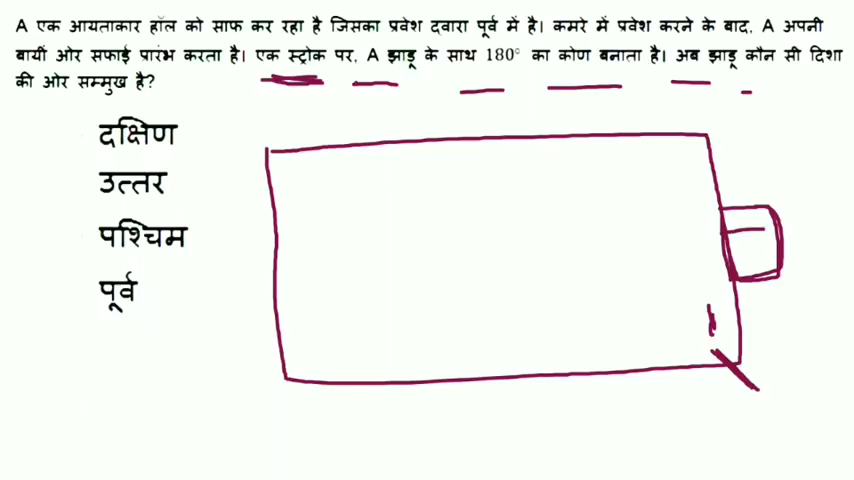 A एक आयताकार हॉल को साफ कर रहा है जिसका प्रवेश द्वारा पूर्व में है। कमरे में प्रवेश करने के बाद, A अपनी
बायीं ओर सफाई प्रारंभ करता है। एक स्ट्रोक पर, A झाडू के साथ 180° का कोण बनाता है। अब झाडू कौन सी दिशा
की ओर सम्मुख है?
दक्षिण
उत्तर
पश्चिम
पूर्व